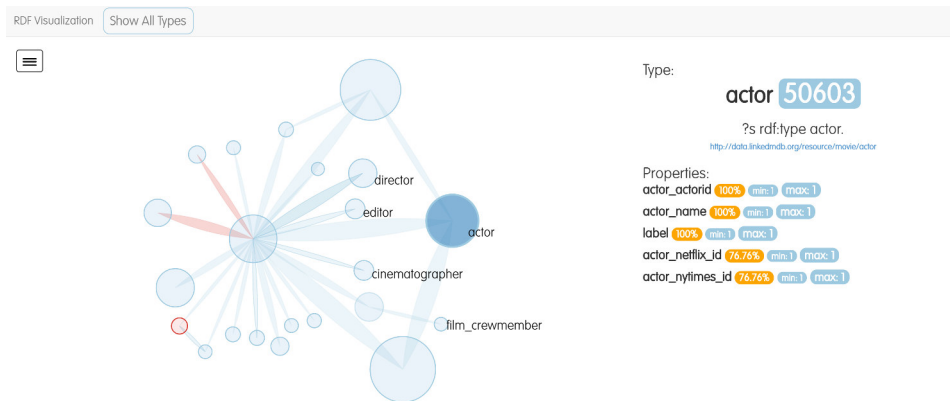 RDF Visualization Show All Types
director
editor
actor
cinematographer
film_crewmember
Type:
actor 50603
?s rdf:type actor.
http://data.linkedmdb.org/resource/movie/actor
Properties:
actor_actorid 100% min: 1 max: 1
actor_name 100% min: 1 max: 1
label 100% min: 1 max: 1
actor_netflix_id 76.76% min: 1 max: 1
actor_nytimes_id 76.76% min: 1 max: 1